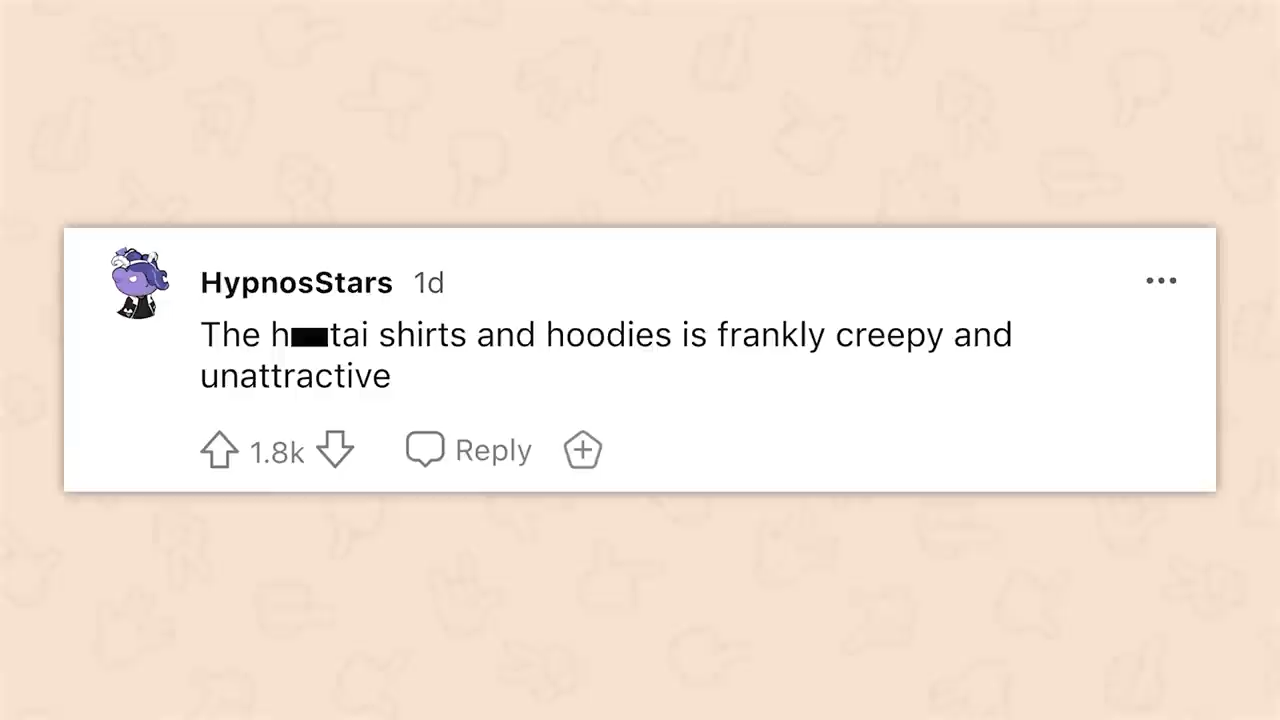 HypnosStars 1d
The h tai shirts and hoodies is frankly creepy and
unattractive
1.8k Reply